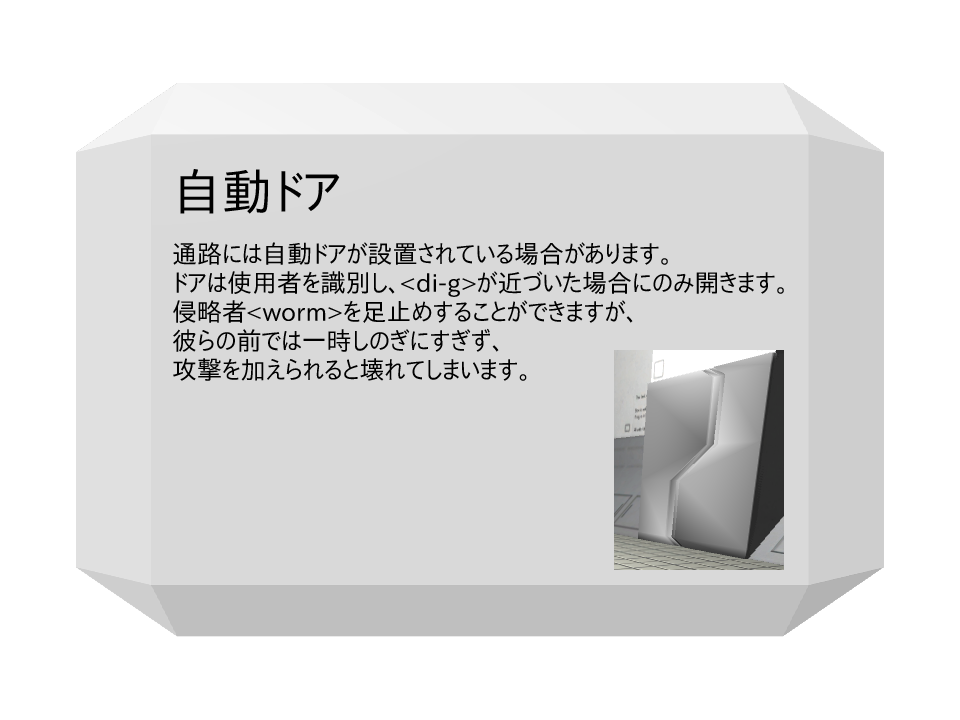 自動ドア
通路には自動ドアが設置されている場合があります。
ドアは使用者を識別し、<di-g>が近づいた場合にのみ開きます。
侵略者<worm>を足止めすることができますが、
彼らの前では一時しのぎにすぎず、
攻撃を加えられると壊れてしまいます。